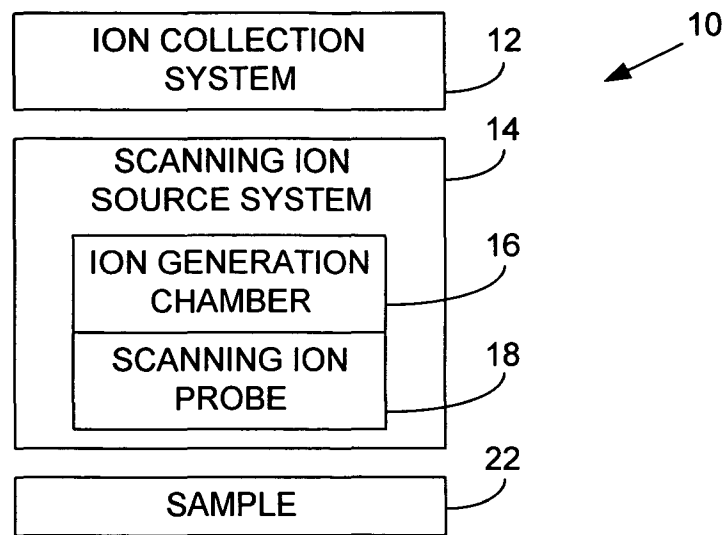 ION COLLECTION
SYSTEM
12
10
SCANNING ION
SOURCE SYSTEM
14
ION GENERATION
CHAMBER
16
SCANNING ION
PROBE
18
SAMPLE
22